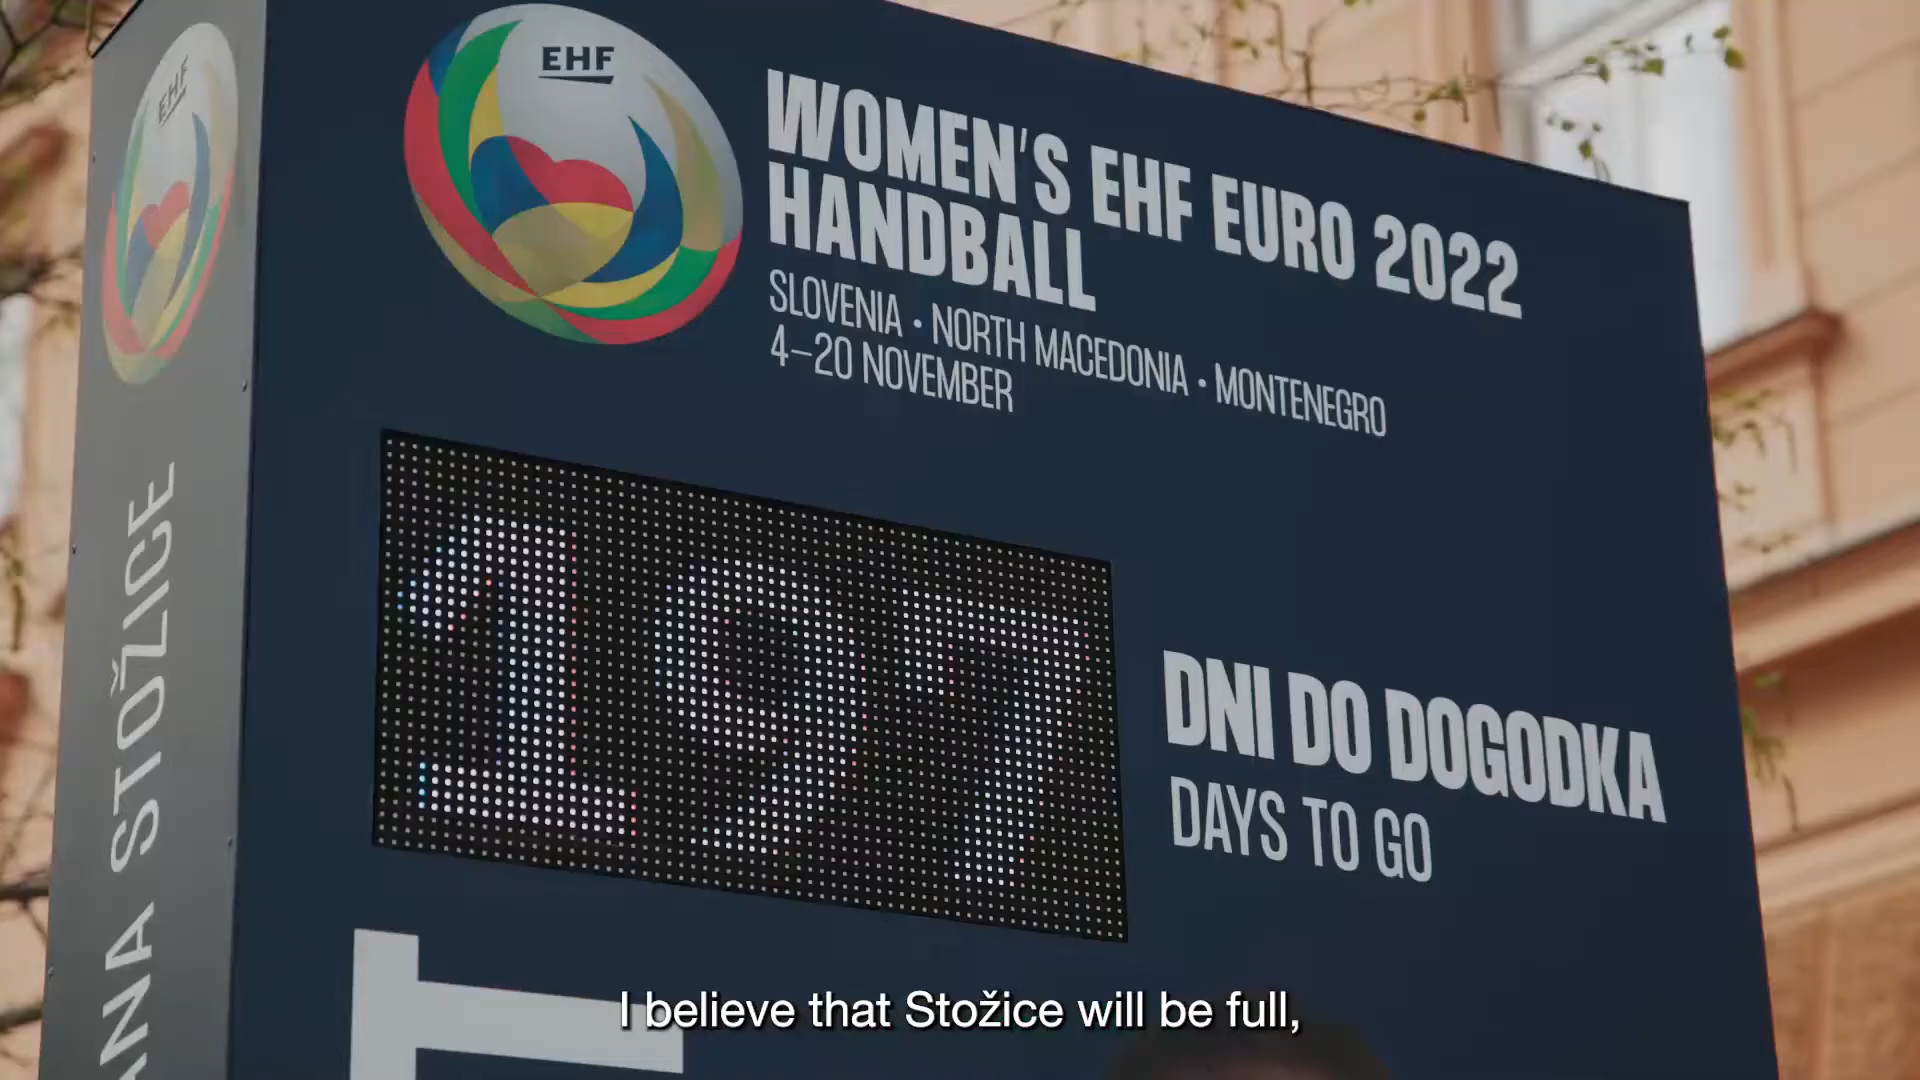 EHF
EHF
WOMEN'S EHF EURO 2022
HANDBALL
SLOVENIA • NORTH MACEDONIA • MONTENEGRO
4–20 NOVEMBER
197
DNI DO DOGODKA
DAYS TO GO
STOŽICE
I believe that Stožice will be full,